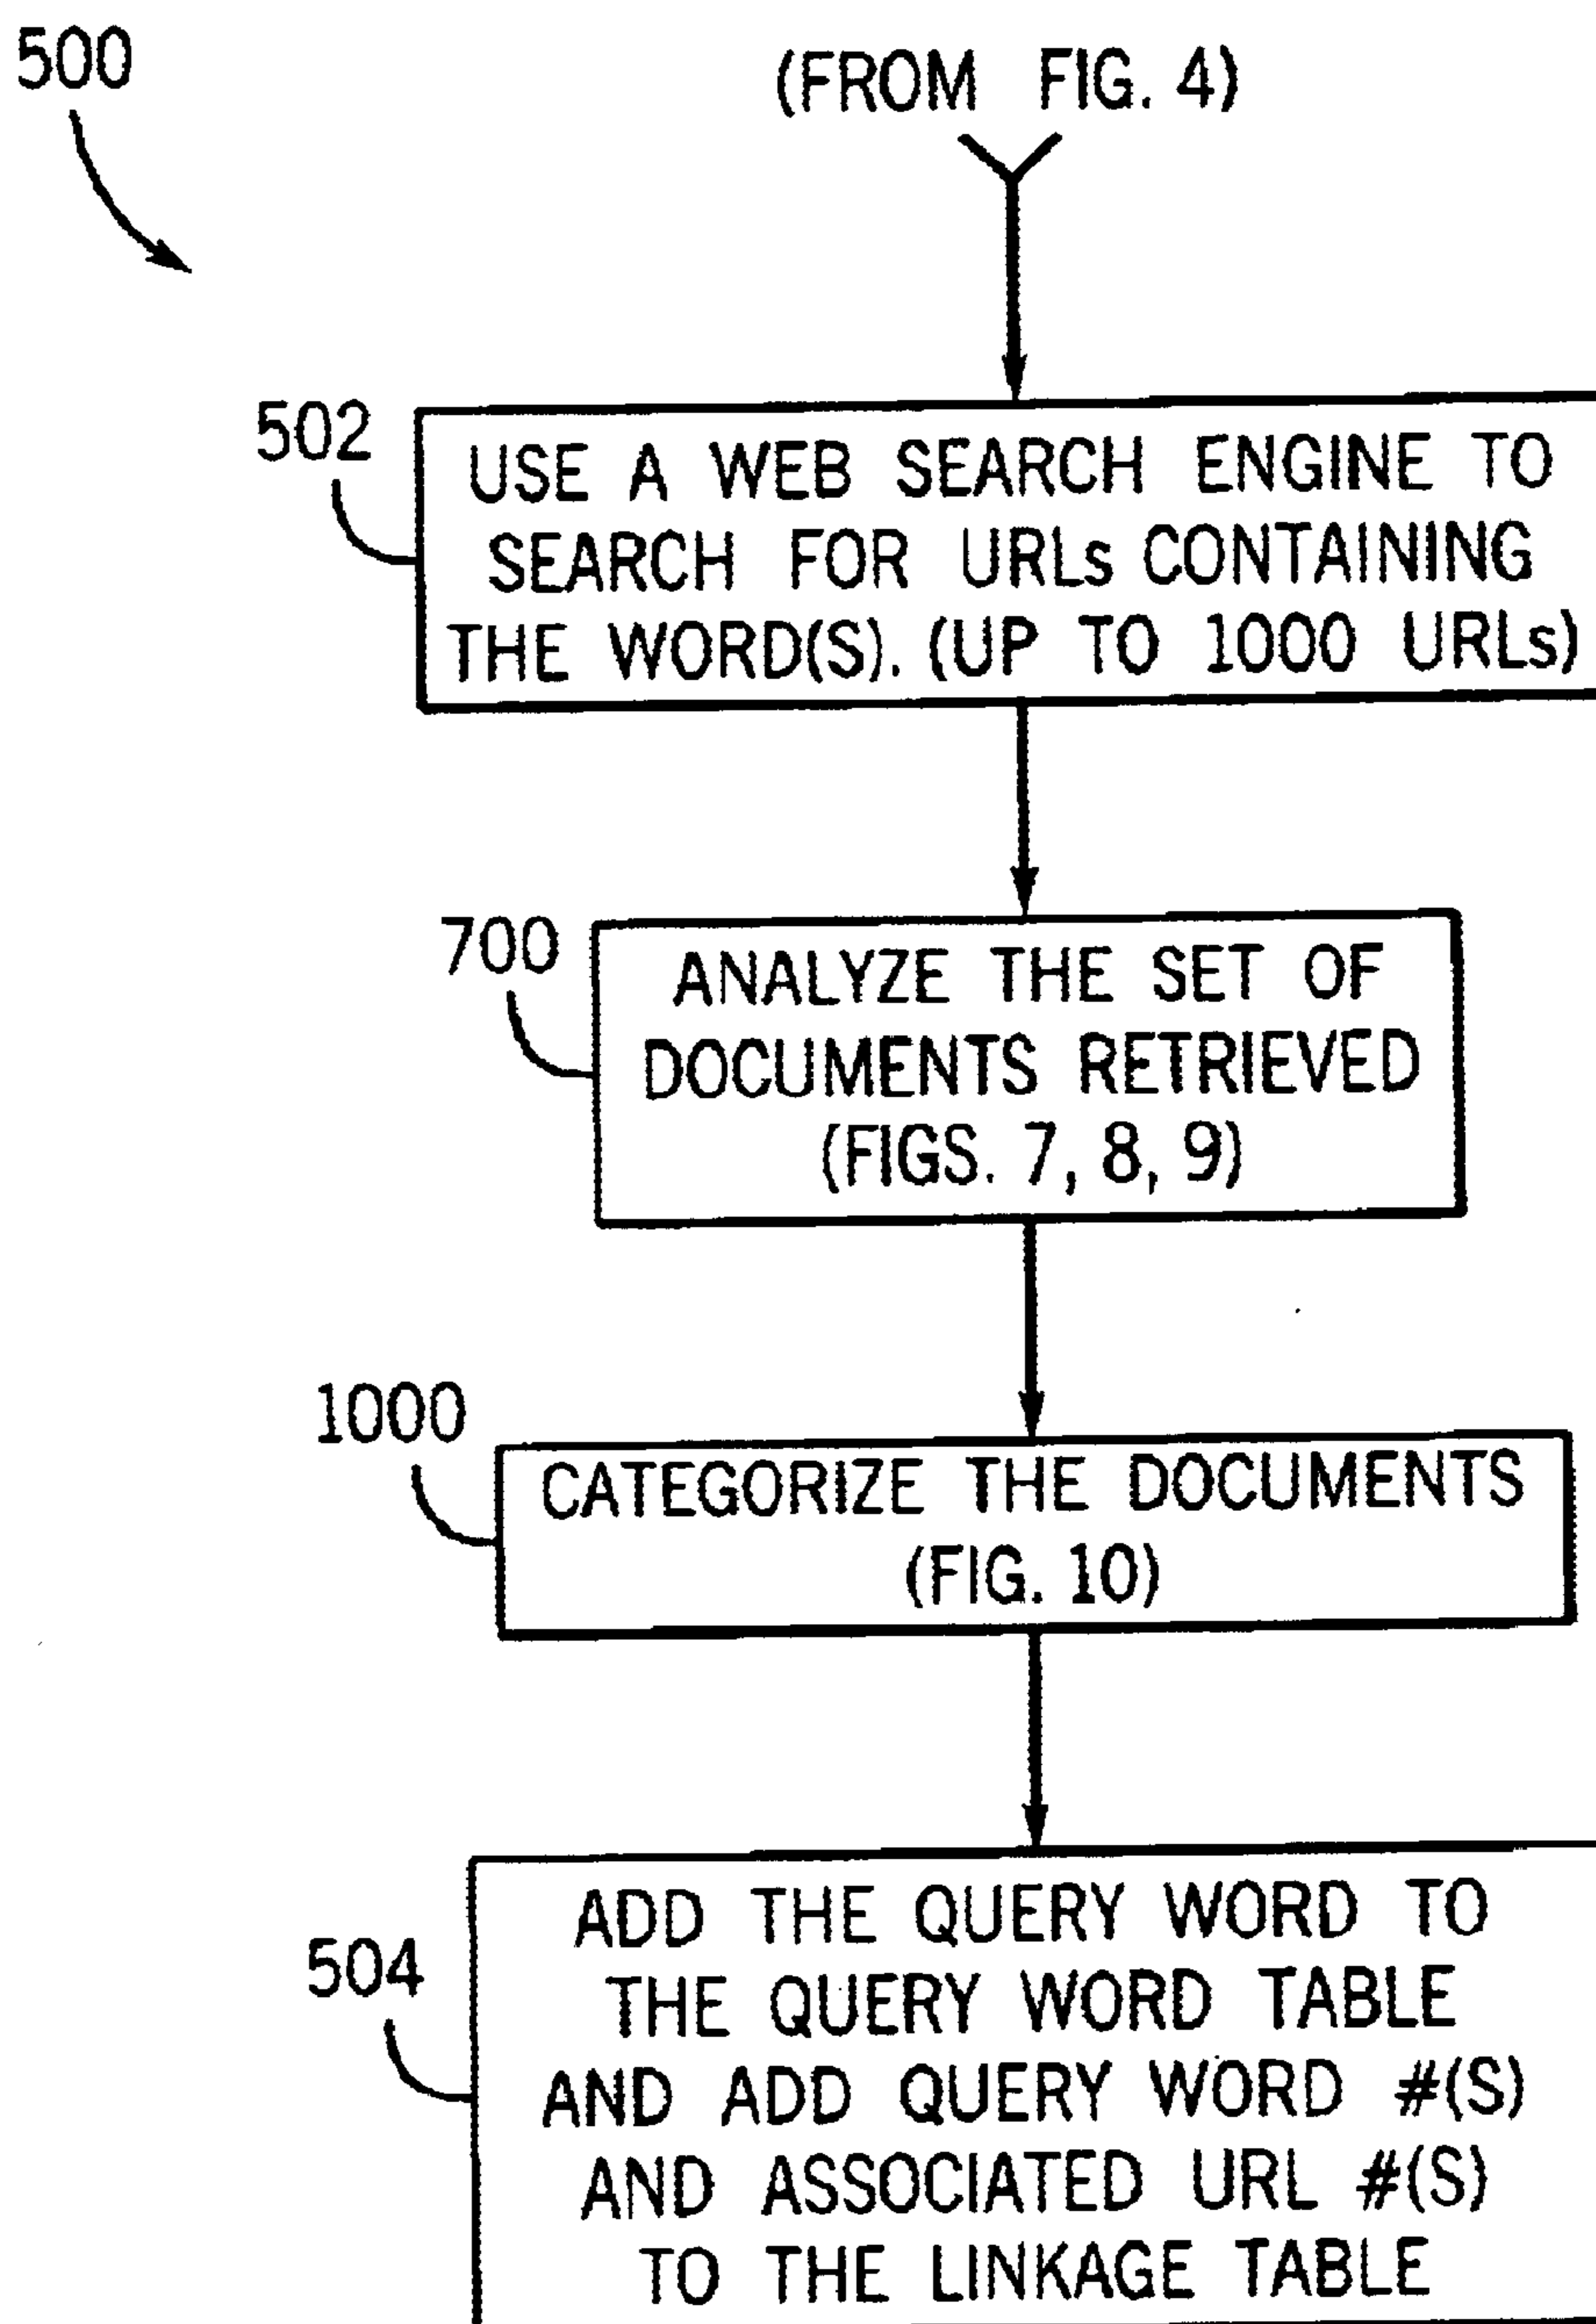 500
(FROM FIG. 4)
502
USE A WEB SEARCH ENGINE TO
SEARCH FOR URLs CONTAINING
THE WORD(S). (UP TO 1000 URLs)
700
ANALYZE THE SET OF
DOCUMENTS RETRIEVED
(FIGS. 7, 8, 9)
1000
CATEGORIZE THE DOCUMENTS
(FIG. 10)
504
ADD THE QUERY WORD TO
THE QUERY WORD TABLE
AND ADD QUERY WORD #(S)
AND ASSOCIATED URL #(S)
TO THE LINKAGE TABLE